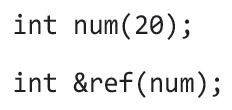 int num(20);
int &ref(num);